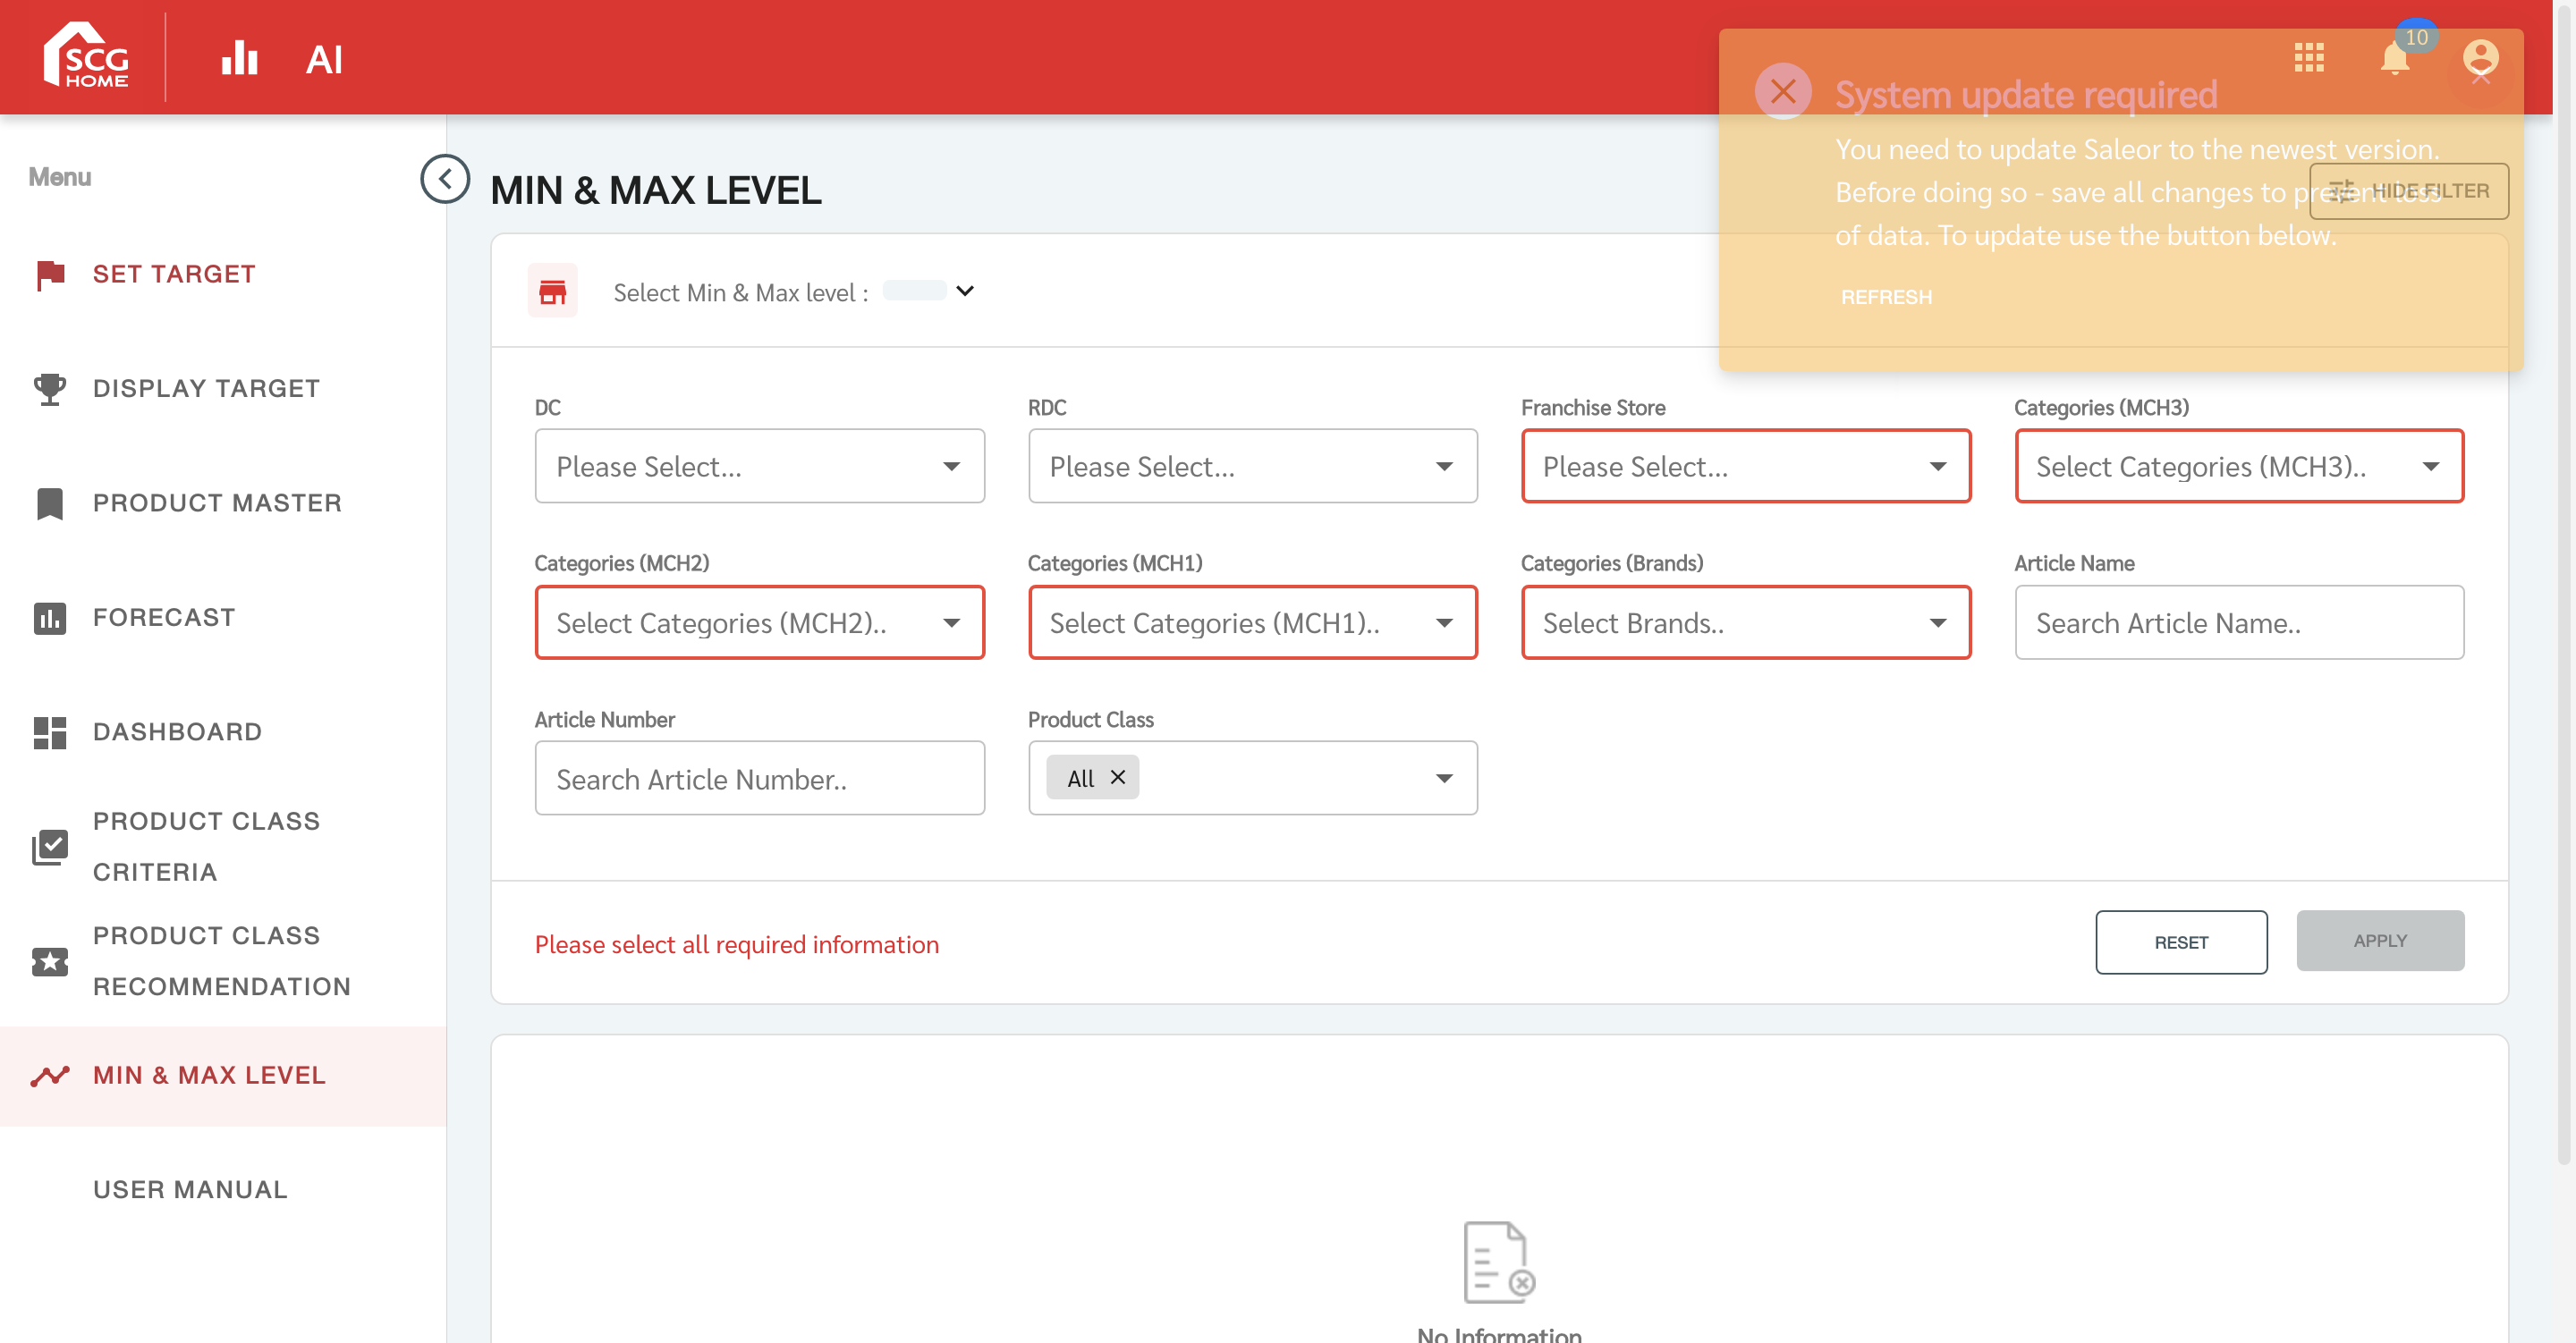 SCG
HOME
AI
10
System update required
You need to update Saleor to the newest version.
Before doing so - save all changes to prevent loss
of data. To update use the button below.
REFRESH
HIDE FILTER
Menu
SET TARGET
DISPLAY TARGET
PRODUCT MASTER
FORECAST
DASHBOARD
PRODUCT CLASS
CRITERIA
PRODUCT CLASS
RECOMMENDATION
MIN & MAX LEVEL
USER MANUAL
MIN & MAX LEVEL
Select Min & Max level :
DC
RDC
Franchise Store
Categories (MCH3)
Please Select...
Please Select...
Please Select...
Select Categories (MCH3)..
Categories (MCH2)
Categories (MCH1)
Categories (Brands)
Article Name
Select Categories (MCH2)..
Select Categories (MCH1)..
Select Brands..
Search Article Name..
Article Number
Product Class
Search Article Number..
All
Please select all required information
RESET
APPLY
No Information